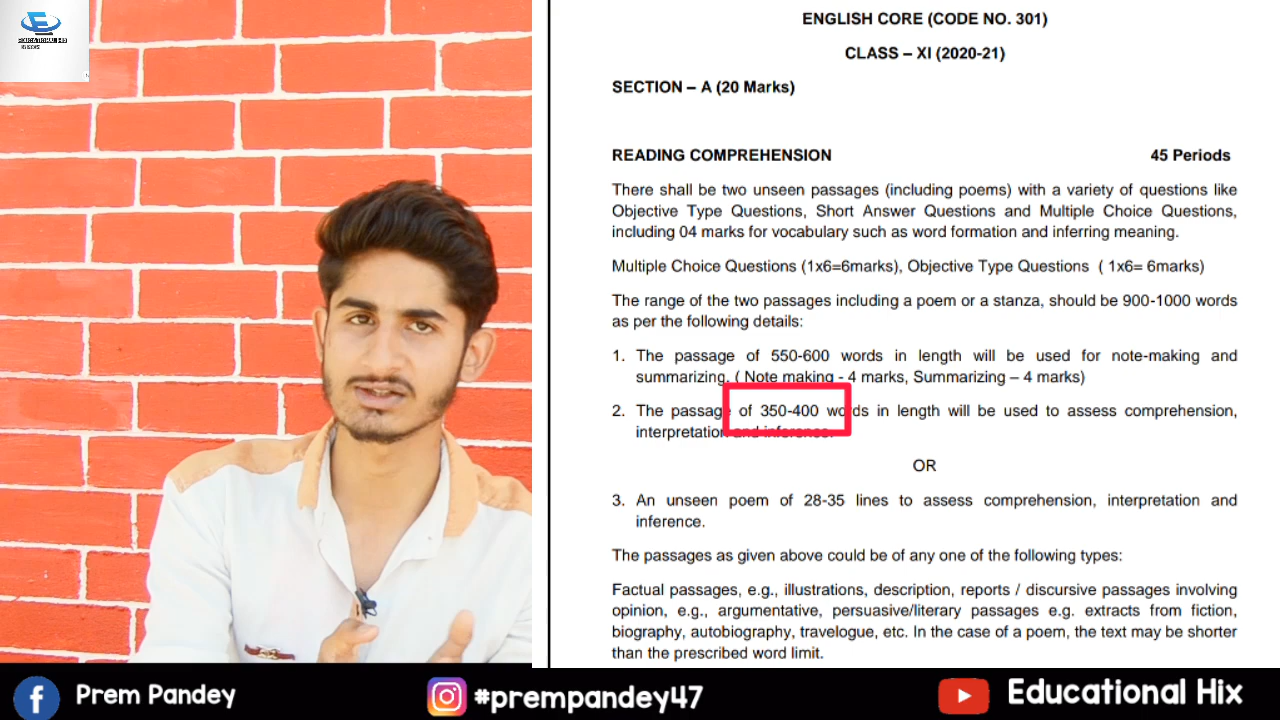 EDUCATIONAL HIX
ENGLISH CORE (CODE NO. 301)
CLASS – XI (2020-21)
SECTION – A (20 Marks)
READING COMPREHENSION 45 Periods
There shall be two unseen passages (including poems) with a variety of questions like
Objective Type Questions, Short Answer Questions and Multiple Choice Questions,
including 04 marks for vocabulary such as word formation and inferring meaning.
Multiple Choice Questions (1x6=6marks), Objective Type Questions ( 1x6= 6marks)
The range of the two passages including a poem or a stanza, should be 900-1000 words
as per the following details:
1. The passage of 550-600 words in length will be used for note-making and
summarizing. ( Note making - 4 marks, Summarizing – 4 marks)
2. The passage of 350-400 words in length will be used to assess comprehension,
interpretation and inference.
OR
3. An unseen poem of 28-35 lines to assess comprehension, interpretation and
inference.
The passages as given above could be of any one of the following types:
Factual passages, e.g., illustrations, description, reports / discursive passages involving
opinion, e.g., argumentative, persuasive/literary passages e.g. extracts from fiction,
biography, autobiography, travelogue, etc. In the case of a poem, the text may be shorter
than the prescribed word limit.
Prem Pandey
#prempandey47
Educational Hix